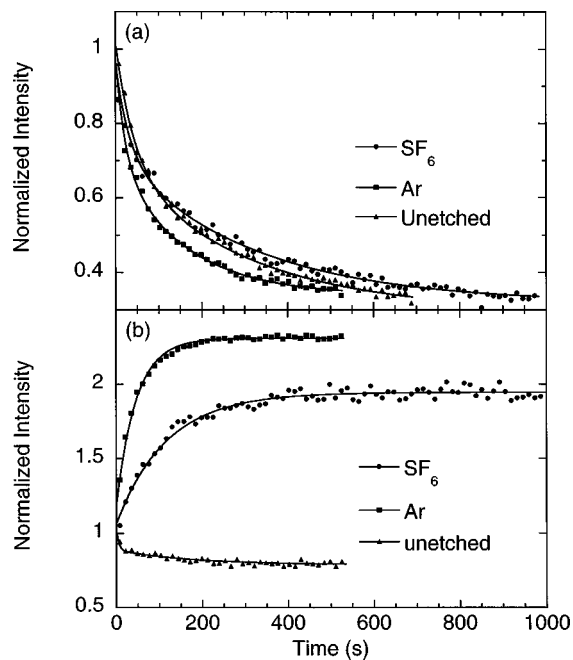 (a)
1
0.8
0.6
0.4
Normalized Intensity
SF6
Ar
Unetched
(b)
2
1.5
1
0.5
Normalized Intensity
SF6
Ar
unetched
0 200 400 600 800 1000
Time (s)